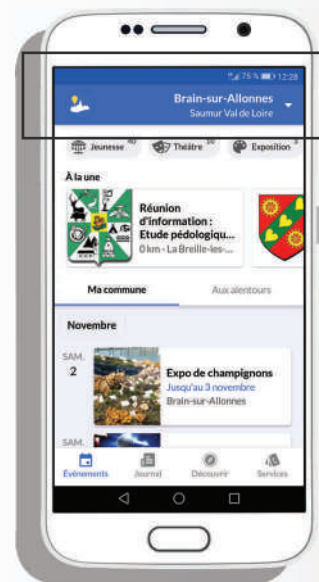 75 % 12:28
Brain-sur-Allonnes
Saumur Val de Loire
Jeunesse 40 Théâtre 10 Exposition
À la une
Réunion
d'information :
Etude pédologiqu...
0 km - La Breille-les-...
Ma commune Aux alentours
Novembre
SAM.
2
Expo de champignons
Jusqu'au 3 novembre
Brain-sur-Allonnes
SAM.
Événements Journal Découvrir Services